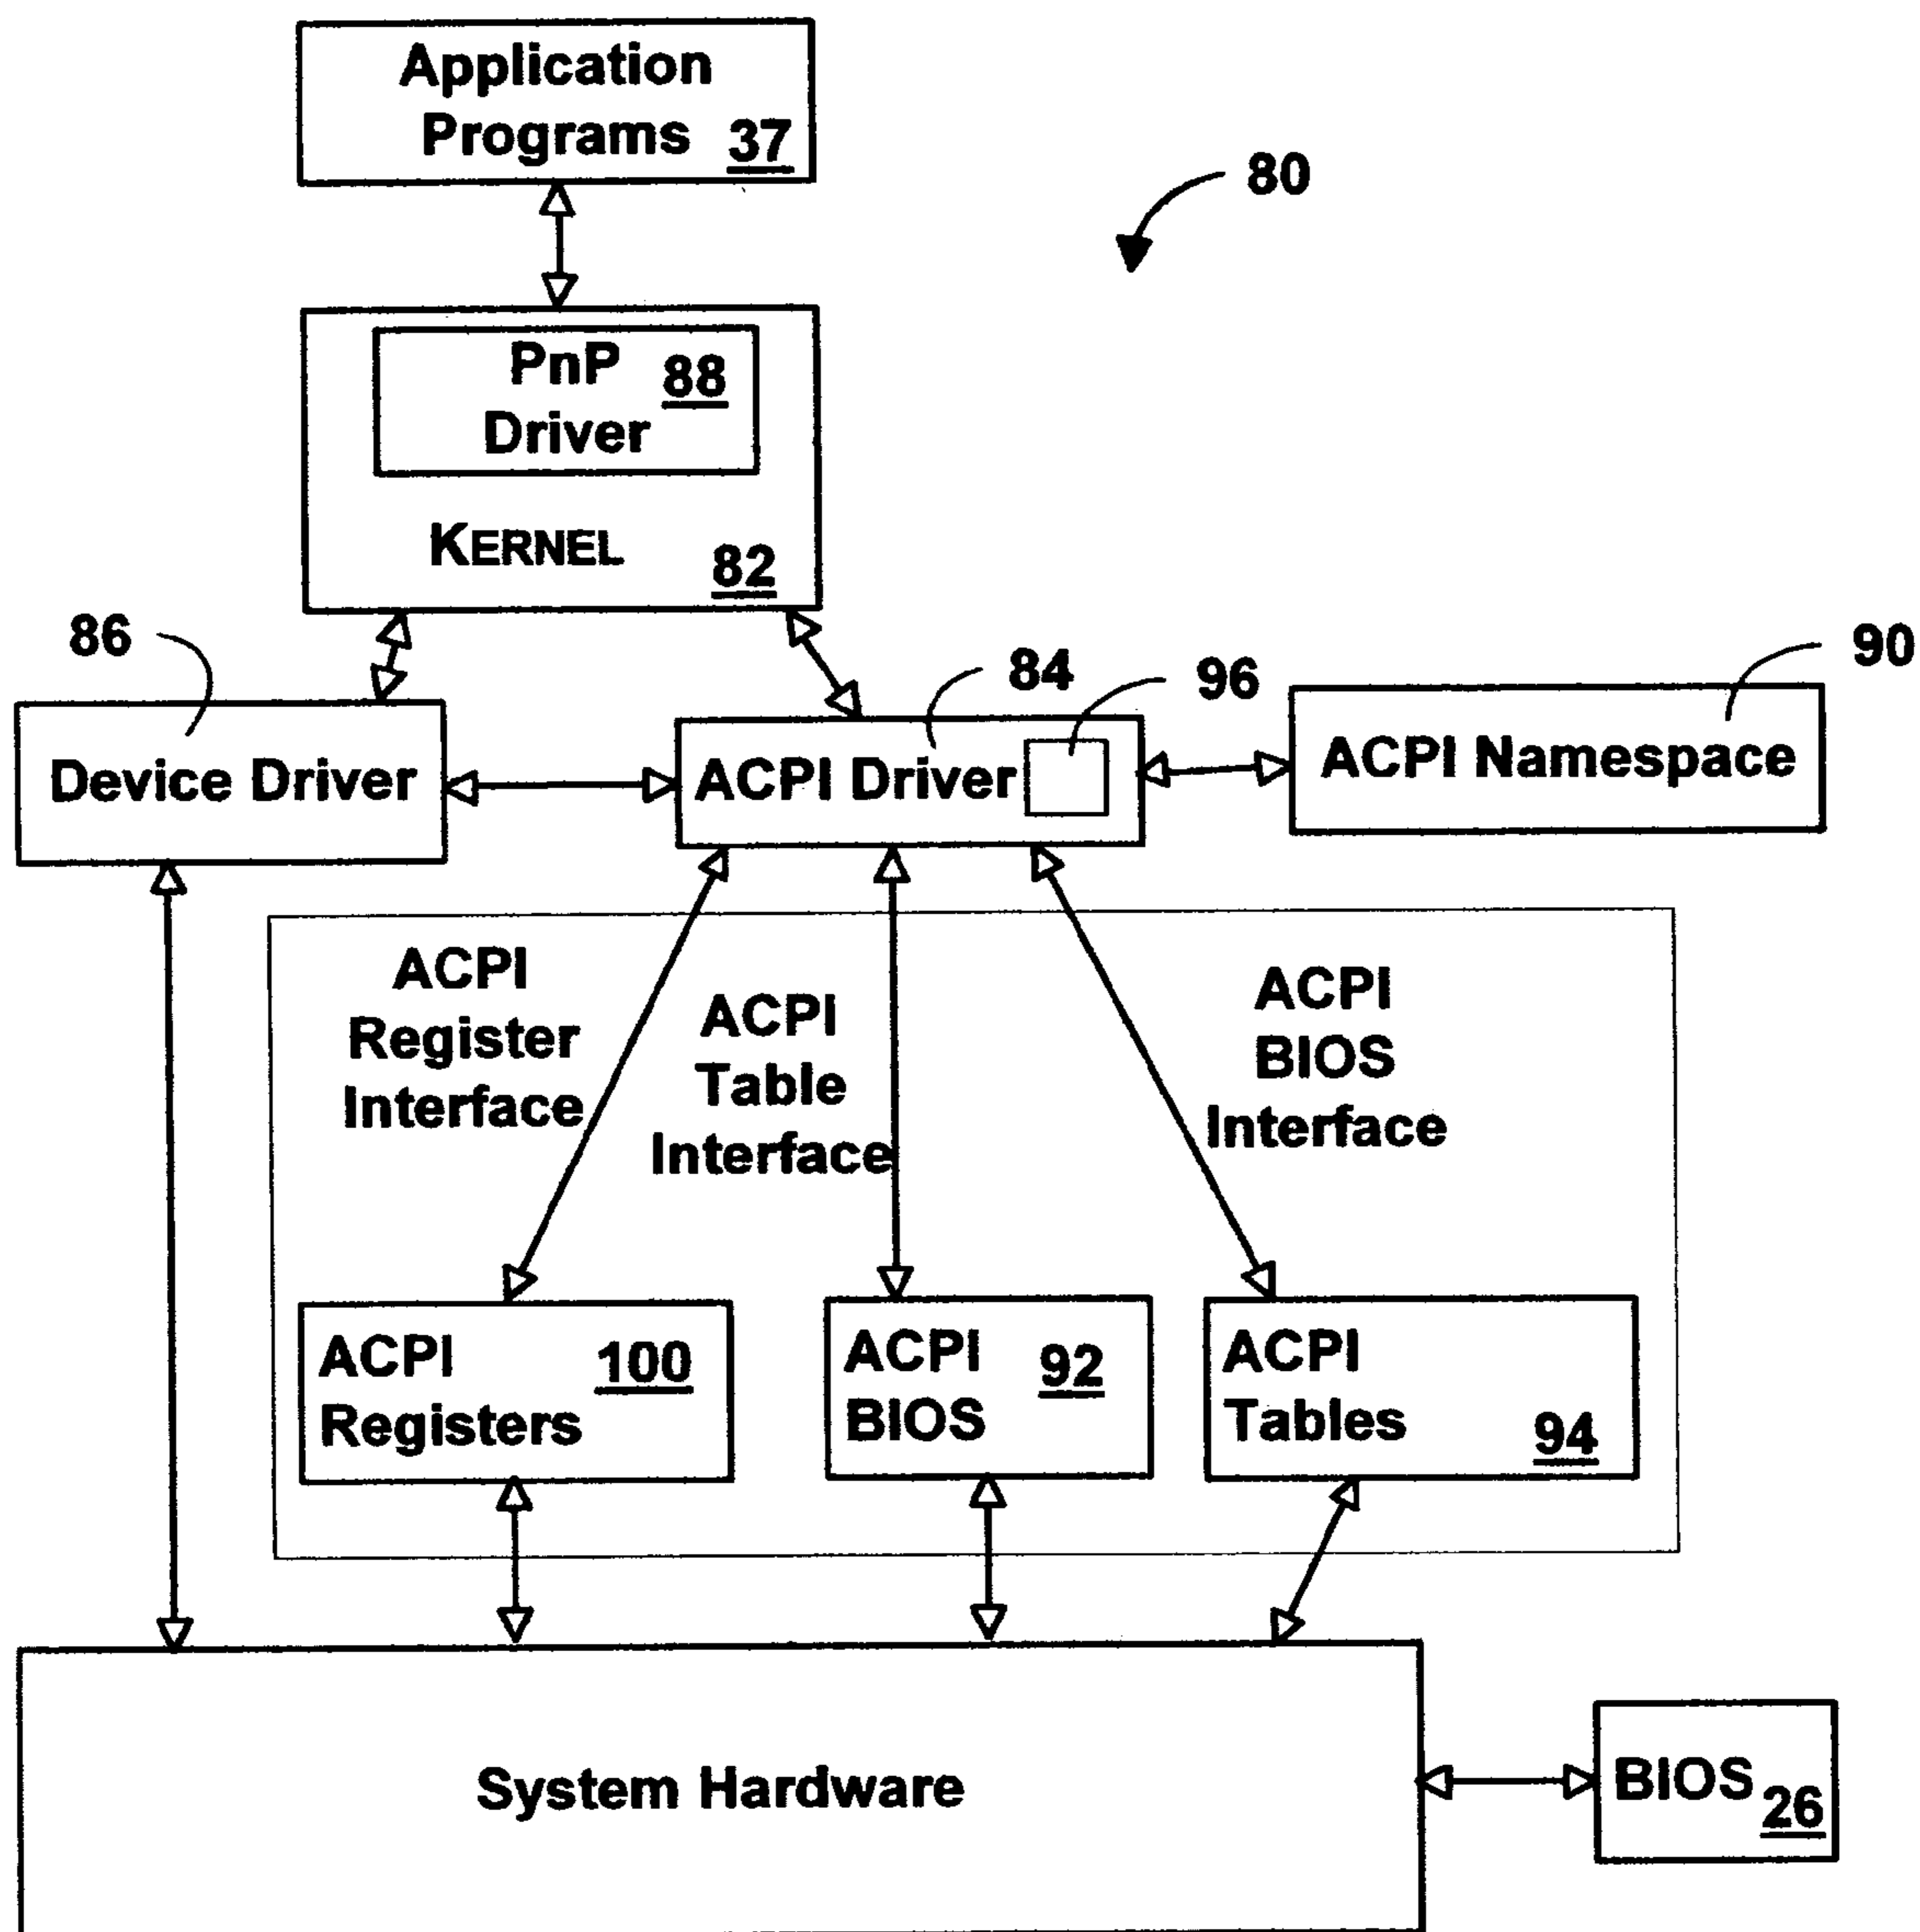 Application
Programs 37
80
PnP 88
Driver
KERNEL 82
86
84
96
90
Device Driver
ACPI Driver
ACPI Namespace
ACPI
Register
Interface
ACPI
Table
Interface
ACPI
BIOS
Interface
ACPI 100
Registers
ACPI 92
BIOS
ACPI
Tables 94
System Hardware
BIOS 26